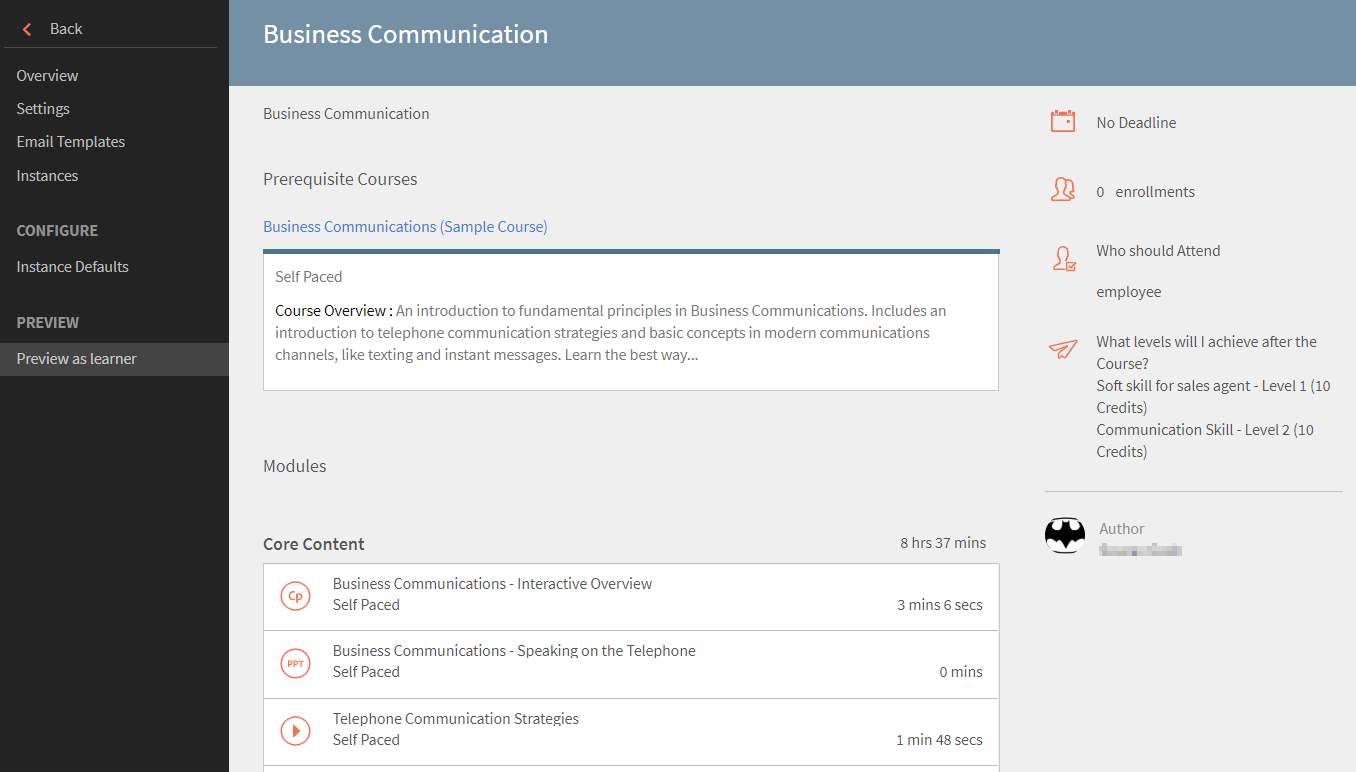 Back
Overview
Settings
Email Templates
Instances
CONFIGURE
Instance Defaults
PREVIEW
Preview as learner
Business Communication
Business Communication
Prerequisite Courses
Business Communications (Sample Course)
Self Paced
Course Overview : An introduction to fundamental principles in Business Communications. Includes an
introduction to telephone communication strategies and basic concepts in modern communications
channels, like texting and instant messages. Learn the best way...
Modules
Core Content
8 hrs 37 mins
Cp
Business Communications - Interactive Overview
Self Paced
3 mins 6 secs
PPT
Business Communications - Speaking on the Telephone
Self Paced
0 mins
Telephone Communication Strategies
Self Paced
1 min 48 secs
No Deadline
0 enrollments
Who should Attend
employee
What levels will I achieve after the
Course?
Soft skill for sales agent - Level 1 (10
Credits)
Communication Skill - Level 2 (10
Credits)
Author